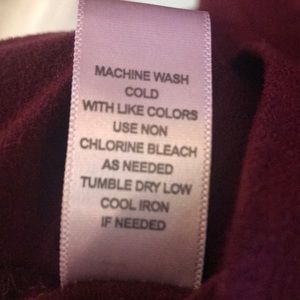 MACHINE WASH
COLD
WITH LIKE COLORS
USE NON
CHLORINE BLEACH
AS NEEDED
TUMBLE DRY LOW
COOL IRON
IF NEEDED